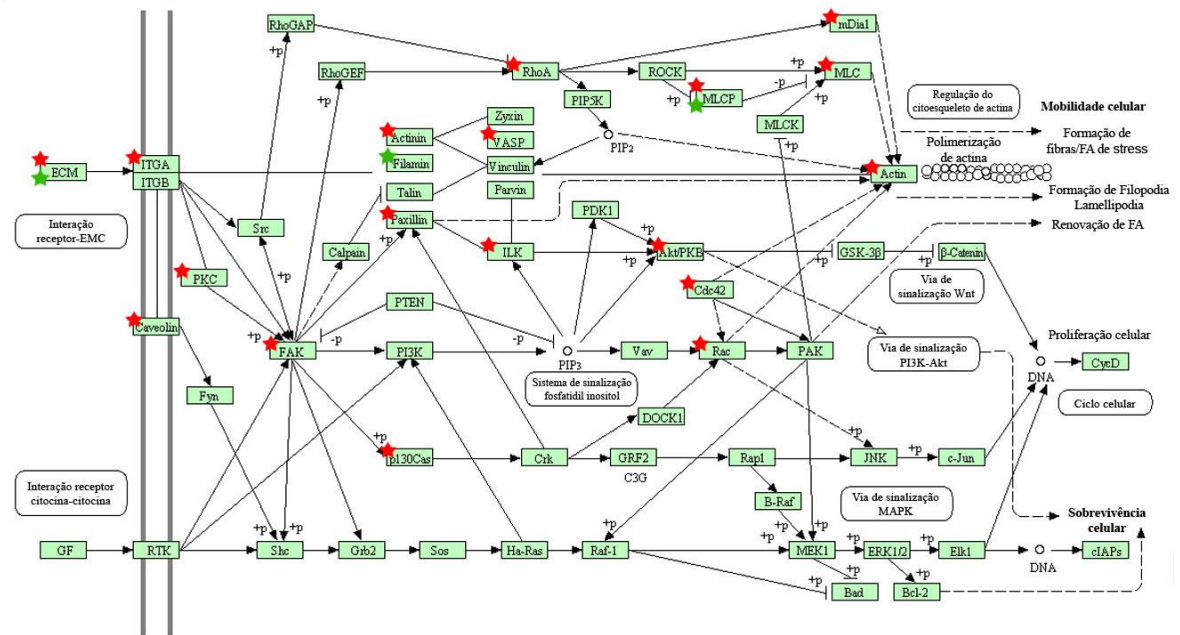 RhoGAP
mDia1
+p
RhoGEF
RhoA
ROCK
+p
MLC
+p
PIP5K
+p
MLCP
-p
+p
Regulação do
citoesqueleto de actina
Mobilidade celular
+p
Zyxin
MLCK
Formação de
fibras/FA de stress
Actinin
VASP
PIP₂
+p
Polimerização
de actina
ECM
ITGA
Filamin
Vinculin
Actin
ITGB
Talin
Parvin
Formação de Filopodia
Lamellipodia
Interação
receptor-EMC
Src
Paxillin
PDK1
Renovação de FA
+p
+p
Calpain
ILK
+p
Akt/PKB
+p
GSK-3β
+p
β-Catenin
PKC
+p
Cdc42
Via de
sinalização Wnt
PTEN
Caveolin
+p
FAK
-p
PI3K
-p
PIP₃
Vav
Rac
PAK
Via de sinalização
PI3K-Akt
Proliferação celular
DNA
CycD
Fyn
Sistema de sinalização
fosfatidil inositol
DOCK1
Ciclo celular
+p
p130Cas
Crk
GRF2
C3G
Rap1
+p
JNK
+p
c-Jun
Interação receptor
citocina-citocina
B-Raf
Via de sinalização
MAPK
Sobrevivência
celular
+p
+p
+p
+p
+p
+p
+p
GF
RTK
Shc
Grb2
Sos
Ha-Ras
Raf-1
MEK1
ERK1/2
Elk1
DNA
cIAPs
+p
+p
+p
Bad
Bcl-2